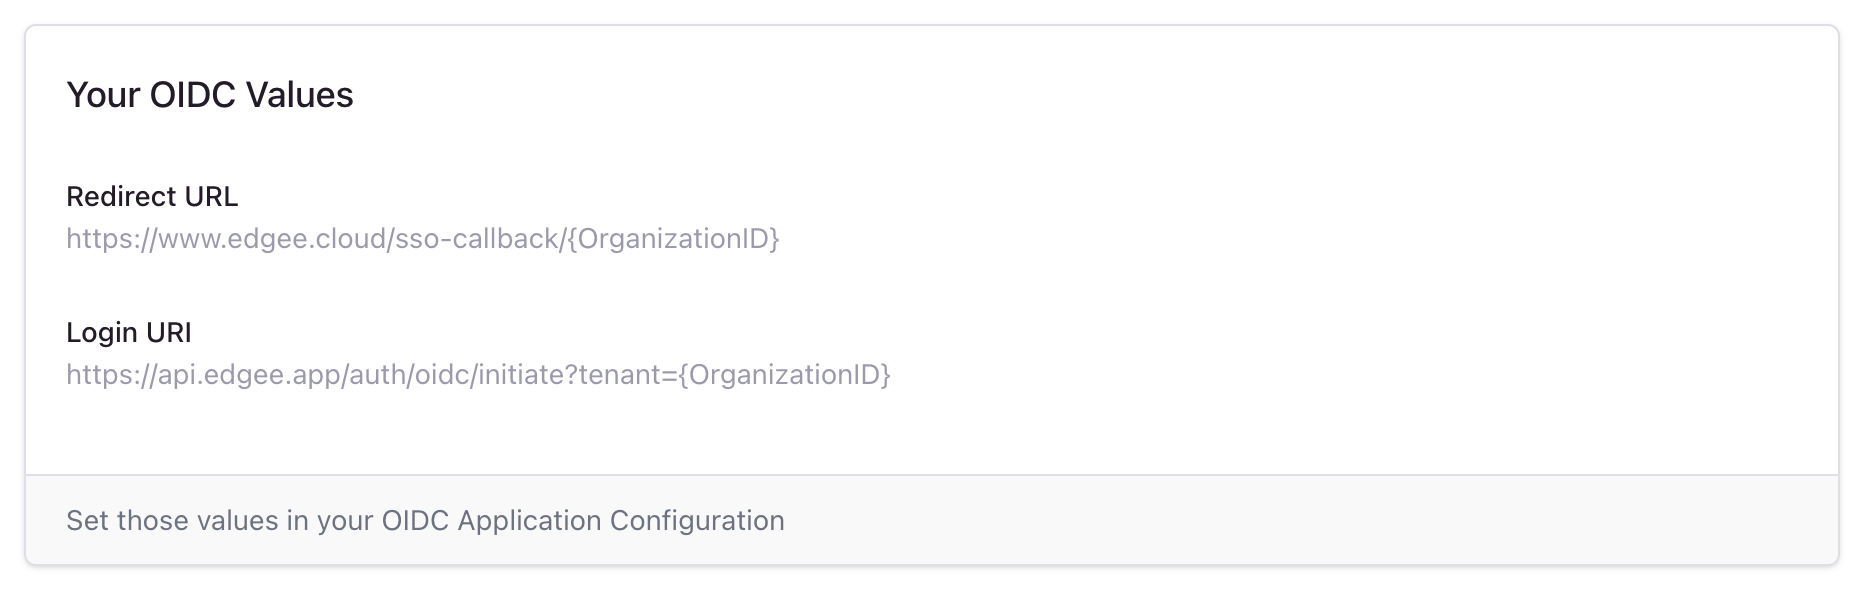 Your OIDC Values
Redirect URL
https://www.edgee.cloud/sso-callback/{OrganizationID}
Login URI
https://api.edgee.app/auth/oidc/initiate?tenant={OrganizationID}
Set those values in your OIDC Application Configuration